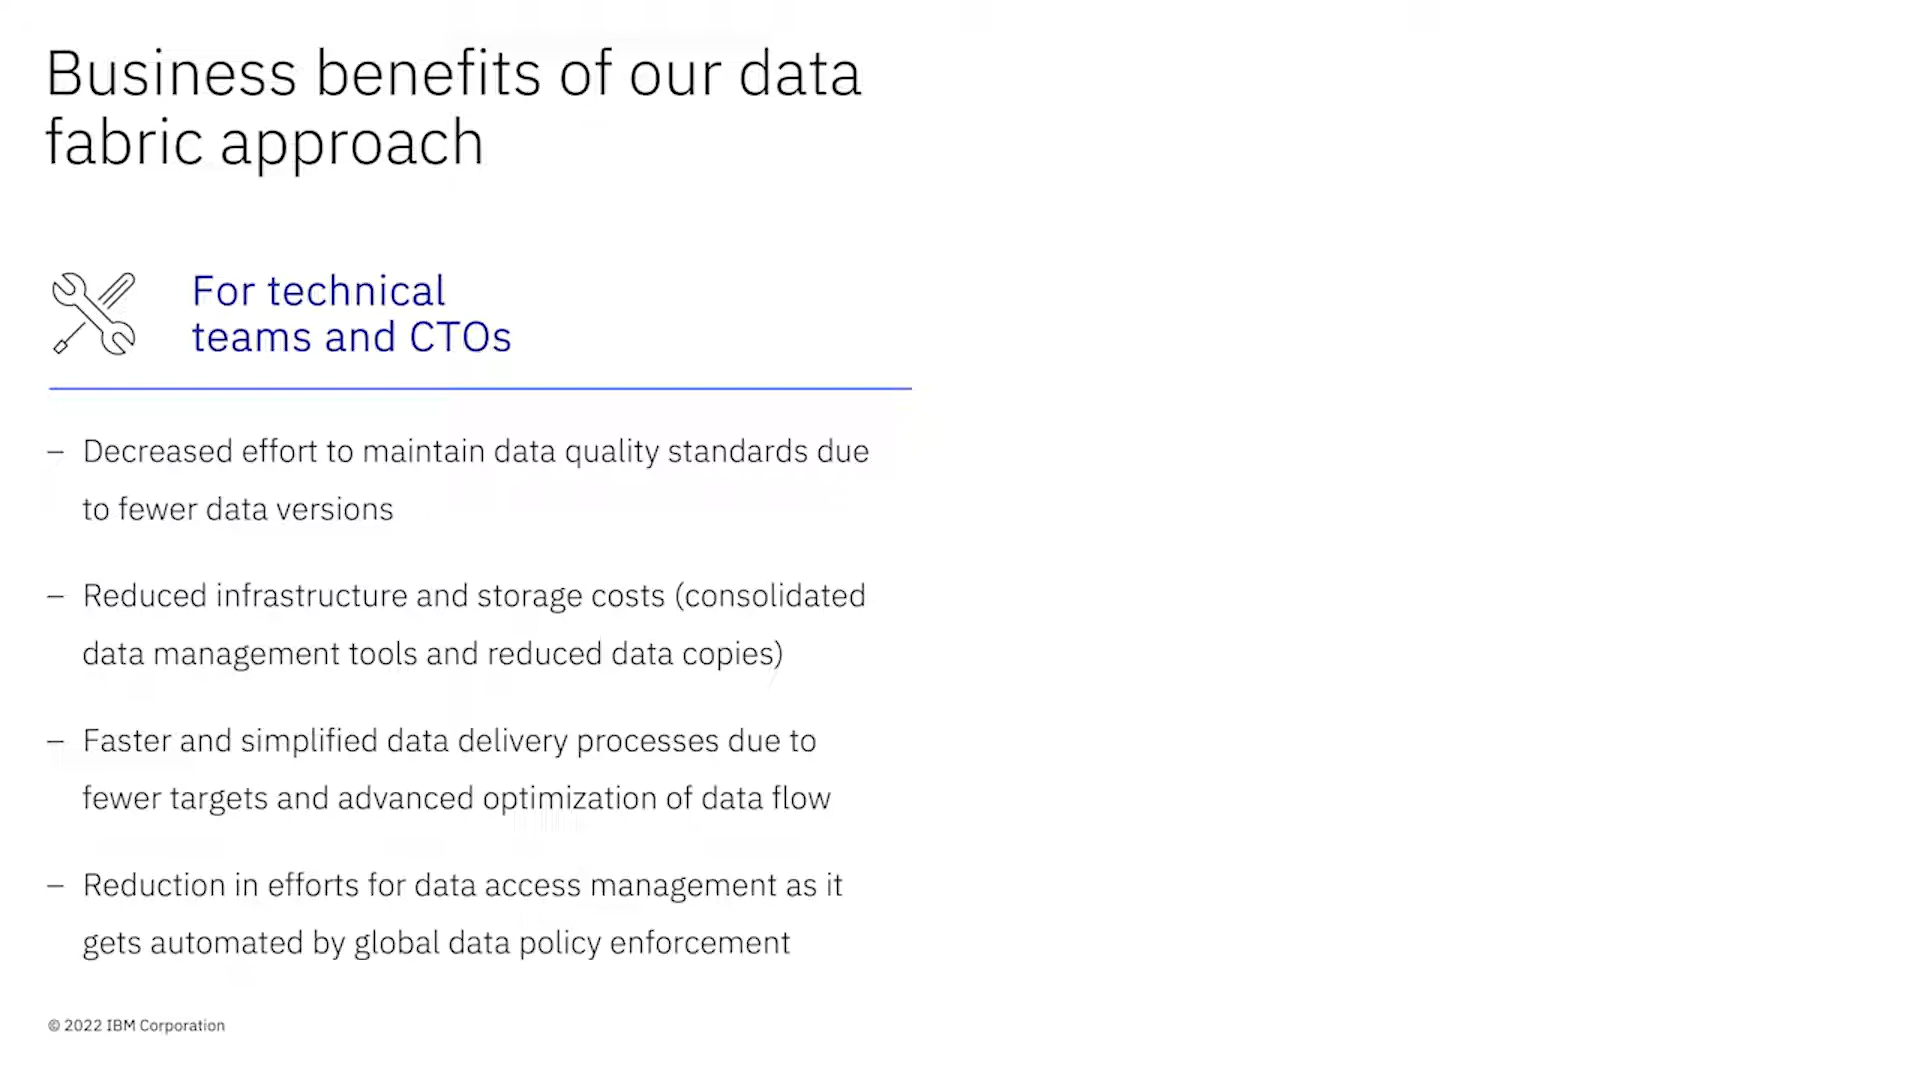 Business benefits of our data
fabric approach
For technical
teams and CTOs
– Decreased effort to maintain data quality standards due
to fewer data versions
– Reduced infrastructure and storage costs (consolidated
data management tools and reduced data copies)
– Faster and simplified data delivery processes due to
fewer targets and advanced optimization of data flow
– Reduction in efforts for data access management as it
gets automated by global data policy enforcement
© 2022 IBM Corporation